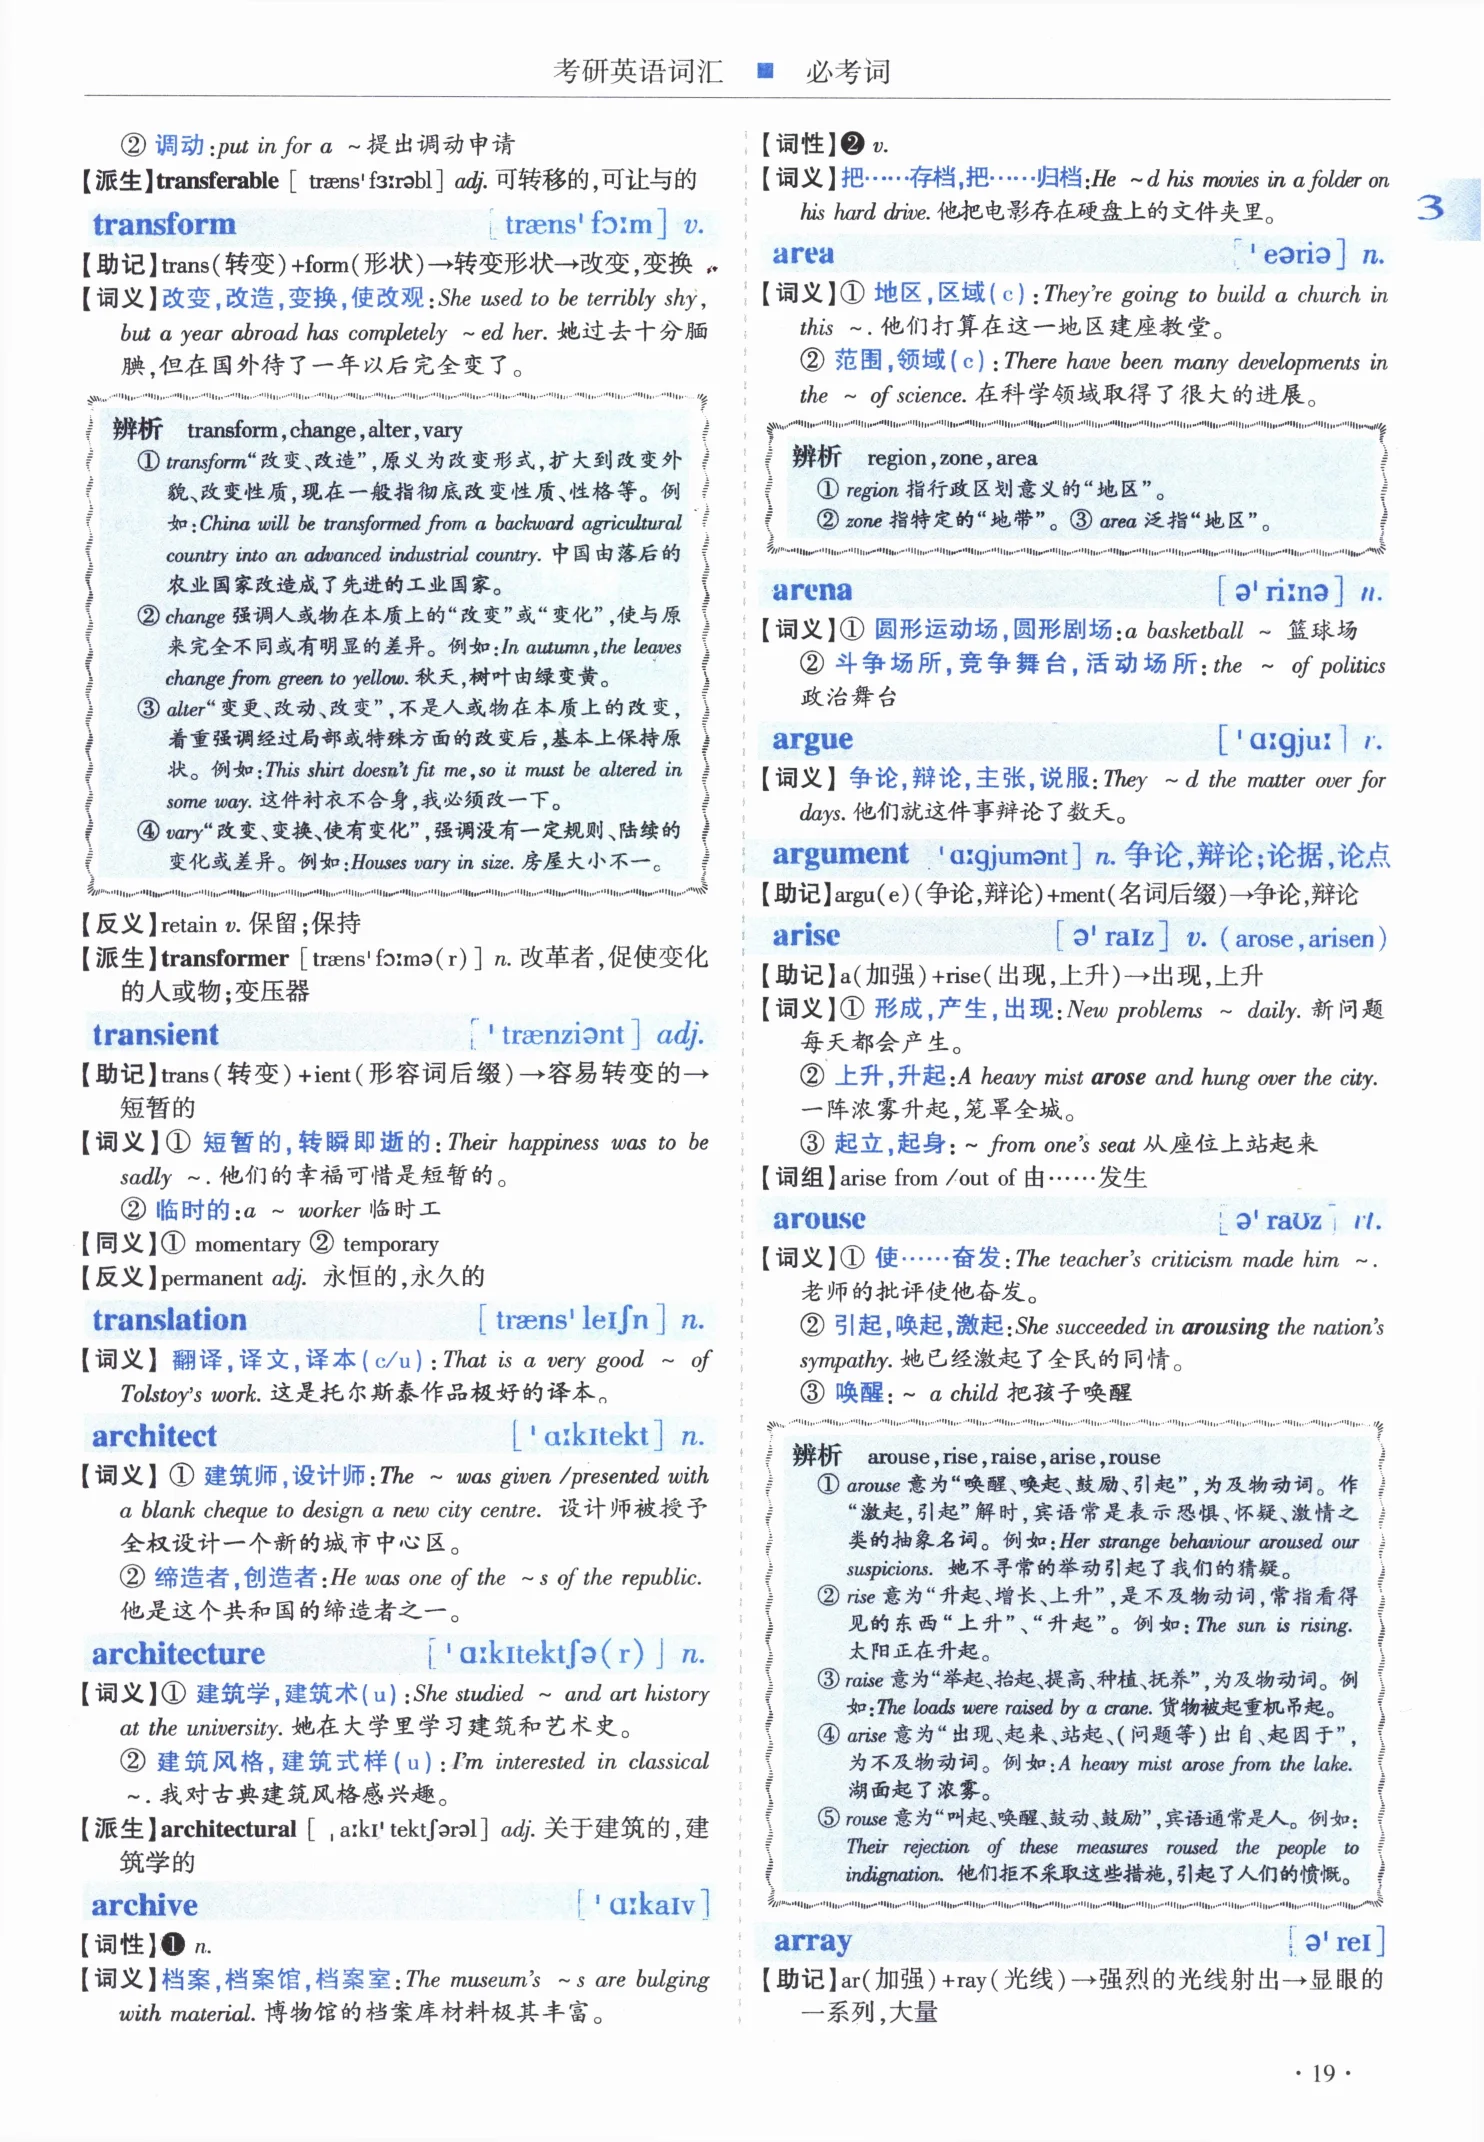 考研英语词汇 ■ 必考词
② 调动:put in for a ~提出调动申请
【派生】transferable [træns'fɜːrəbl] adj. 可转移的,可让与的
transform [træns'fɔːm] v.
【助记】trans(转变)+form(形状)→转变形状→改变,变换
【词义】改变,改造,变换,使改观:She used to be terribly shy,
but a year abroad has completely ~ed her. 她过去十分腼
腆,但在国外待了一年以后完全变了。
辨析 transform,change,alter,vary
① transform“改变、改造”,原义为改变形式,扩大到改变外
貌、改变性质,现在一般指彻底改变性质、性格等。例
如:China will be transformed from a backward agricultural
country into an advanced industrial country. 中国由落后的
农业国家改造成了先进的工业国家。
② change 强调人或物在本质上的“改变”或“变化”,使与原
来完全不同或有明显的差异。例如:In autumn,the leaves
change from green to yellow. 秋天,树叶由绿变黄。
③ alter“变更、改动、改变”,不是人或物在本质上的改变,
着重强调经过局部或特殊方面的改变后,基本上保持原
状。例如:This shirt doesn't fit me,so it must be altered in
some way. 这件衬衣不合身,我必须改一下。
④ vary“改变、变换、使有变化”,强调没有一定规则、陆续的
变化或差异。例如:Houses vary in size. 房屋大小不一。
【反义】retain v. 保留;保持
【派生】transformer [træns'fɔːmə(r)] n. 改革者,促使变化
的人或物;变压器
transient ['trænziənt] adj.
【助记】trans(转变)+ient(形容词后缀)→容易转变的→
短暂的
【词义】① 短暂的,转瞬即逝的:Their happiness was to be
sadly ~. 他们的幸福可惜是短暂的。
② 临时的:a ~ worker 临时工
【同义】① momentary ② temporary
【反义】permanent adj. 永恒的,永久的
translation [træns'leɪʃn] n.
【词义】翻译,译文,译本(c/u):That is a very good ~ of
Tolstoy's work. 这是托尔斯泰作品极好的译本。
architect ['ɑːkɪtekt] n.
【词义】① 建筑师,设计师:The ~ was given /presented with
a blank cheque to design a new city centre. 设计师被授予
全权设计一个新的城市中心区。
② 缔造者,创造者:He was one of the ~s of the republic.
他是这个共和国的缔造者之一。
architecture ['ɑːkɪtektʃə(r)] n.
【词义】① 建筑学,建筑术(u):She studied ~ and art history
at the university. 她在大学里学习建筑和艺术史。
② 建筑风格,建筑式样(u):I'm interested in classical
~. 我对古典建筑风格感兴趣。
【派生】architectural [ˌaːkɪ'tektʃərəl] adj. 关于建筑的,建
筑学的
archive ['ɑːkaɪv]
【词性】❶ n.
【词义】档案,档案馆,档案室:The museum's ~s are bulging
with material. 博物馆的档案库材料极其丰富。
【词性】❷ v.
【词义】把……存档,把……归档:He ~d his movies in a folder on
his hard drive. 他把电影存在硬盘上的文件夹里。
3
area ['eəriə] n.
【词义】① 地区,区域(c):They're going to build a church in
this ~. 他们打算在这一地区建座教堂。
② 范围,领域(c):There have been many developments in
the ~ of science. 在科学领域取得了很大的进展。
辨析 region,zone,area
① region 指行政区划意义的“地区”。
② zone 指特定的“地带”。③ area 泛指“地区”。
arena [ə'riːnə] n.
【词义】① 圆形运动场,圆形剧场:a basketball ~ 篮球场
② 斗争场所,竞争舞台,活动场所:the ~ of politics
政治舞台
argue ['ɑːgjuː] v.
【词义】争论,辩论,主张,说服:They ~d the matter over for
days. 他们就这件事辩论了数天。
argument ['ɑːgjumənt] n. 争论,辩论;论据,论点
【助记】argu(e)(争论,辩论)+ment(名词后缀)→争论,辩论
arise [ə'raɪz] v. (arose,arisen)
【助记】a(加强)+rise(出现,上升)→出现,上升
【词义】① 形成,产生,出现:New problems ~ daily. 新问题
每天都会产生。
② 上升,升起:A heavy mist arose and hung over the city.
一阵浓雾升起,笼罩全城。
③ 起立,起身:~ from one's seat 从座位上站起来
【词组】arise from /out of 由……发生
arouse [ə'raʊz] vt.
【词义】① 使……奋发:The teacher's criticism made him ~.
老师的批评使他奋发。
② 引起,唤起,激起:She succeeded in arousing the nation's
sympathy. 她已经激起了全民的同情。
③ 唤醒:~ a child 把孩子唤醒
辨析 arouse,rise,raise,arise,rouse
① arouse 意为“唤醒、唤起、鼓励、引起”,为及物动词。作
“激起,引起”解时,宾语常是表示恐惧、怀疑、激情之
类的抽象名词。例如:Her strange behaviour aroused our
suspicions. 她不寻常的举动引起了我们的猜疑。
② rise 意为“升起、增长、上升”,是不及物动词,常指看得
见的东西“上升”、“升起”。例如:The sun is rising.
太阳正在升起。
③ raise 意为“举起、抬起、提高、种植、抚养”,为及物动词。例
如:The loads were raised by a crane. 货物被起重机吊起。
④ arise 意为“出现、起来、站起、(问题等)出自、起因于”,
为不及物动词。例如:A heavy mist arose from the lake.
湖面起了浓雾。
⑤ rouse 意为“叫起、唤醒、鼓动、鼓励”,宾语通常是人。例如:
Their rejection of these measures roused the people to
indignation. 他们拒不采取这些措施,引起了人们的愤慨。
array [ə'reɪ]
【助记】ar(加强)+ray(光线)→强烈的光线射出→显眼的
一系列,大量
·19·